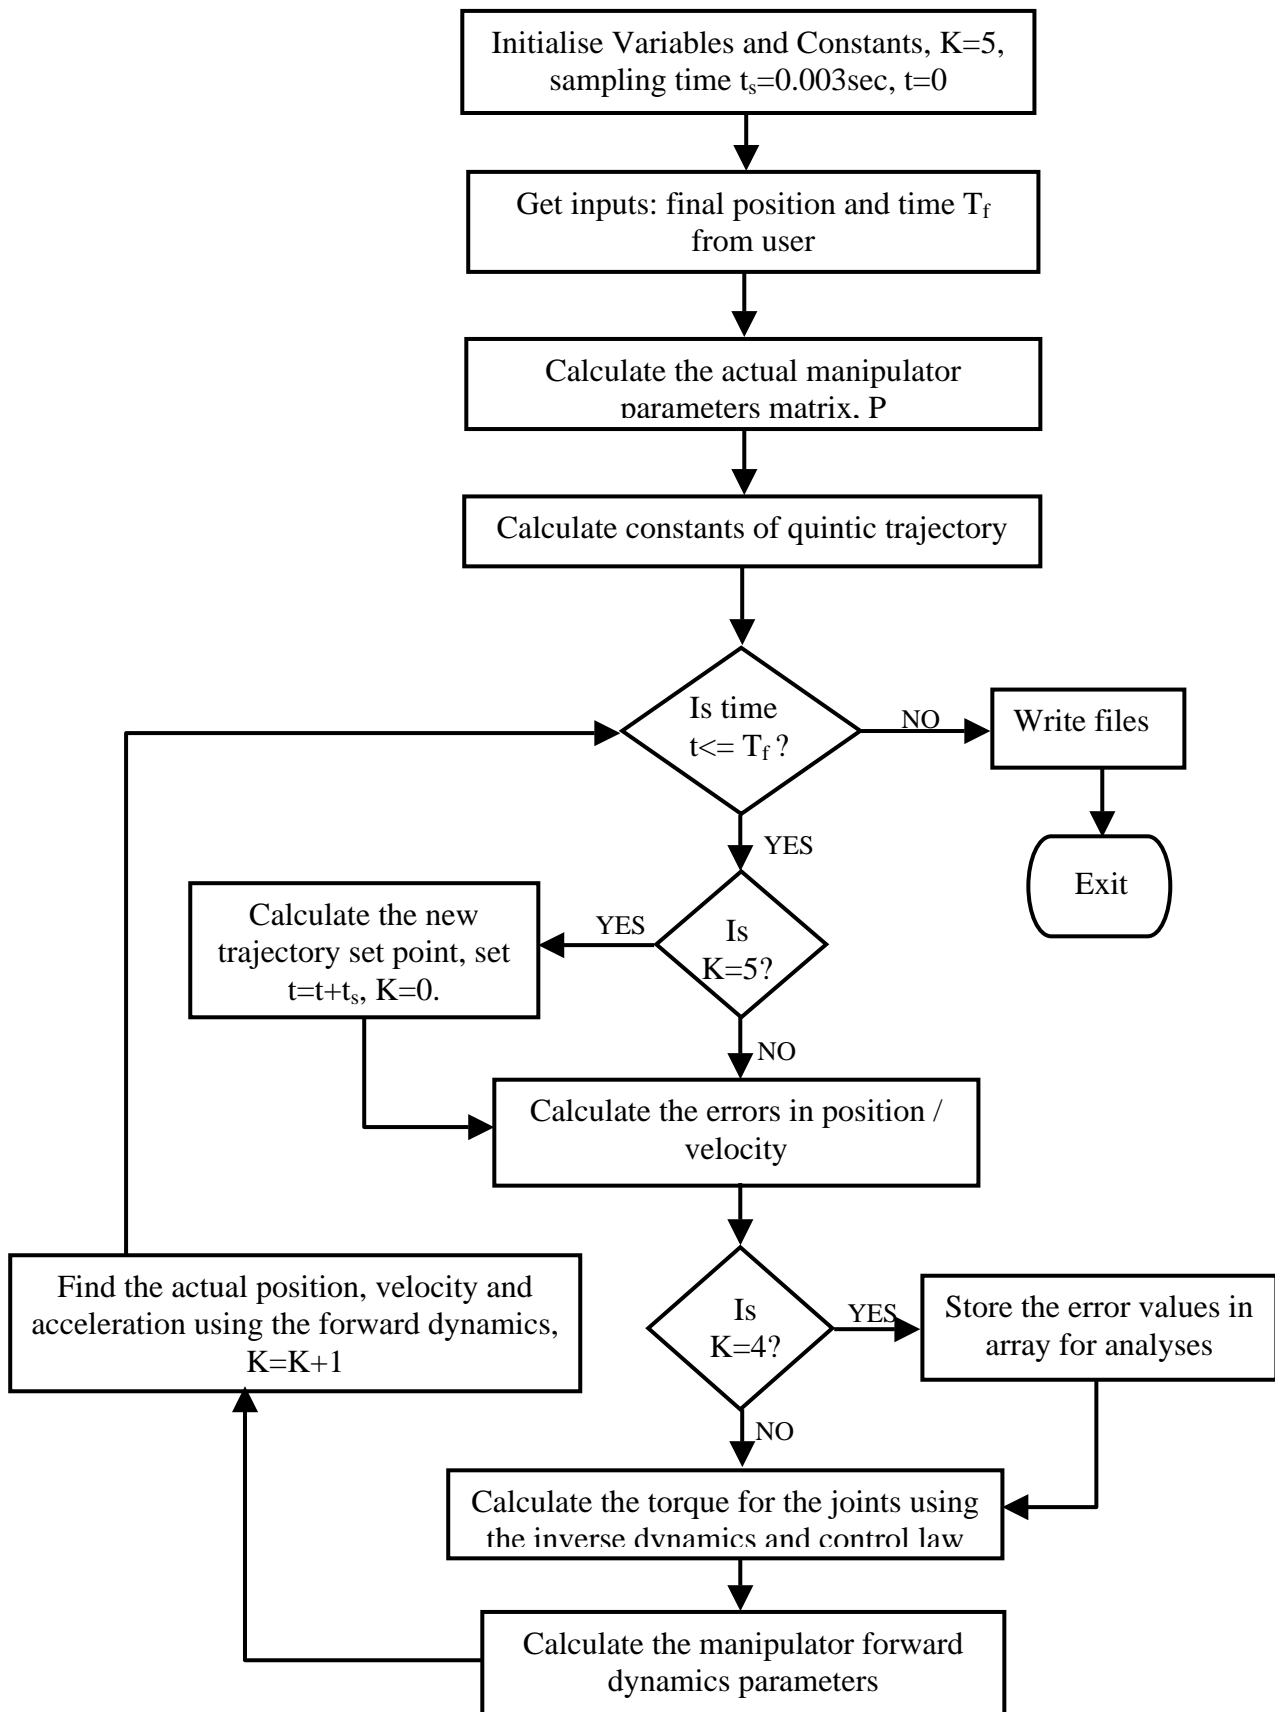 Initialise Variables and Constants, K=5,
sampling time tₛ=0.003sec, t=0
Get inputs: final position and time T_f
from user
Calculate the actual manipulator
parameters matrix, P
Calculate constants of quintic trajectory
Is time
t<= T_f ?
NO
Write files
YES
Exit
Calculate the new
trajectory set point, set
t=t+tₛ, K=0.
YES
Is
K=5?
NO
Calculate the errors in position /
velocity
Find the actual position, velocity and
acceleration using the forward dynamics,
K=K+1
Is
K=4?
YES
Store the error values in
array for analyses
NO
Calculate the torque for the joints using
the inverse dynamics and control law
Calculate the manipulator forward
dynamics parameters